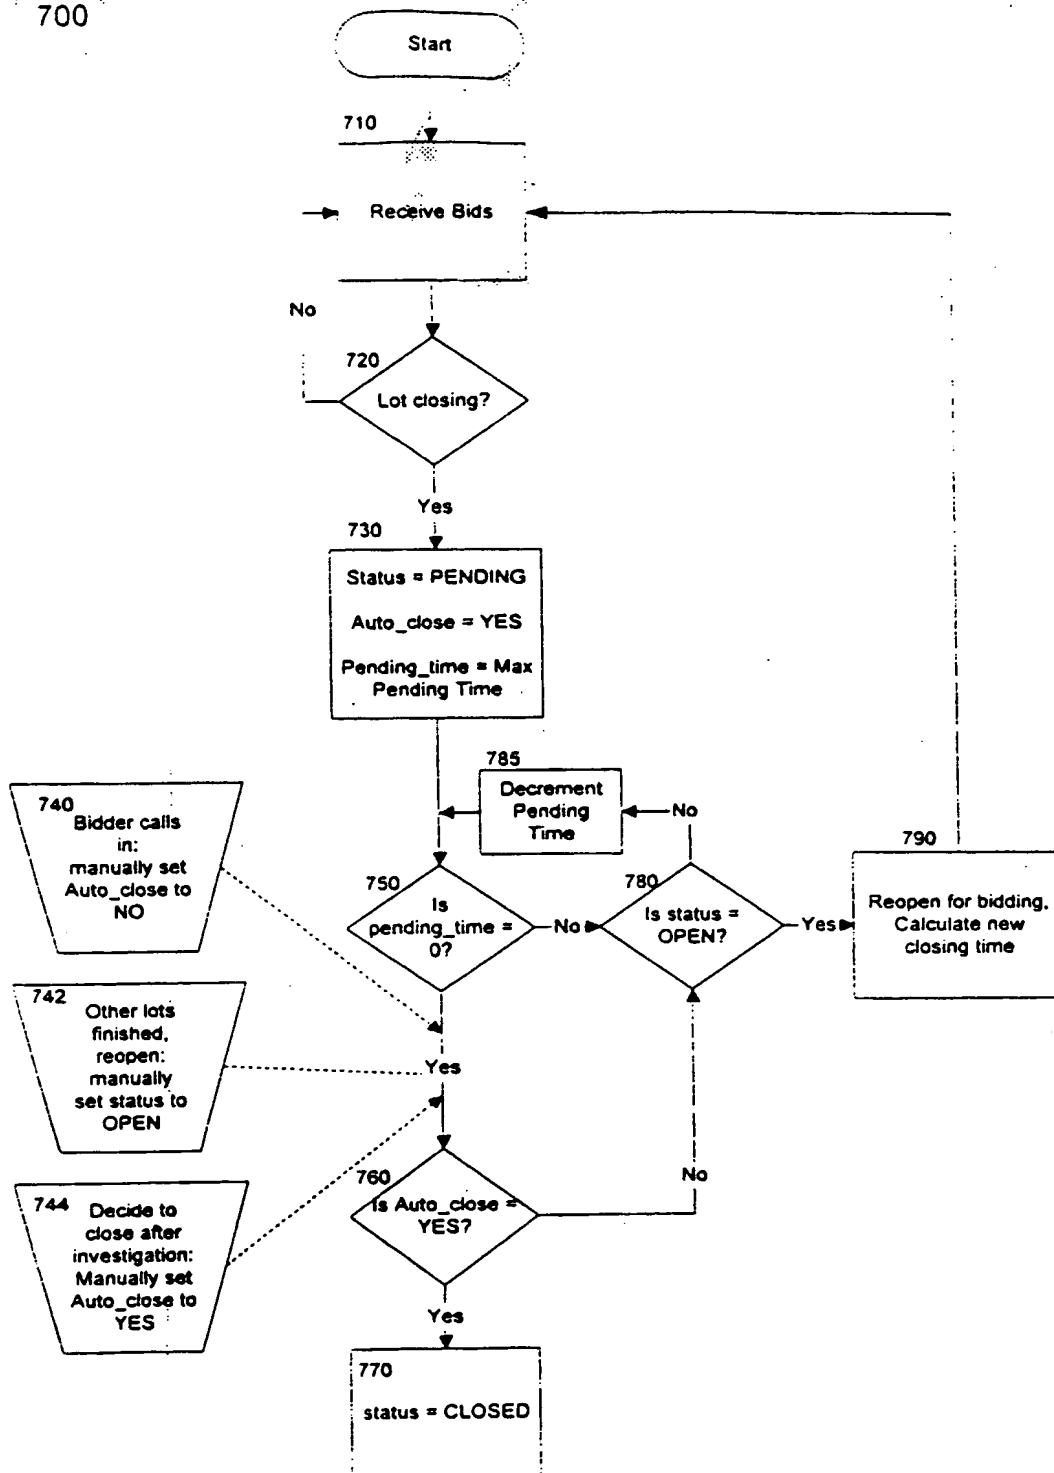 700
Start
710
Receive Bids
No
720
Lot closing?
Yes
730
Status = PENDING
Auto_close = YES
Pending_time = Max
Pending Time
785
Decrement
Pending
Time
No
740
Bidder calls
in:
manually set
Auto_close to
NO
750
Is
pending_time =
0?
No
780
Is status =
OPEN?
Yes
790
Reopen for bidding,
Calculate new
closing time
742
Other lots
finished,
reopen:
manually
set status to
OPEN
Yes
744
Decide to
close after
investigation:
Manually set
Auto_close to
YES
760
Is Auto_close =
YES?
No
Yes
770
status = CLOSED